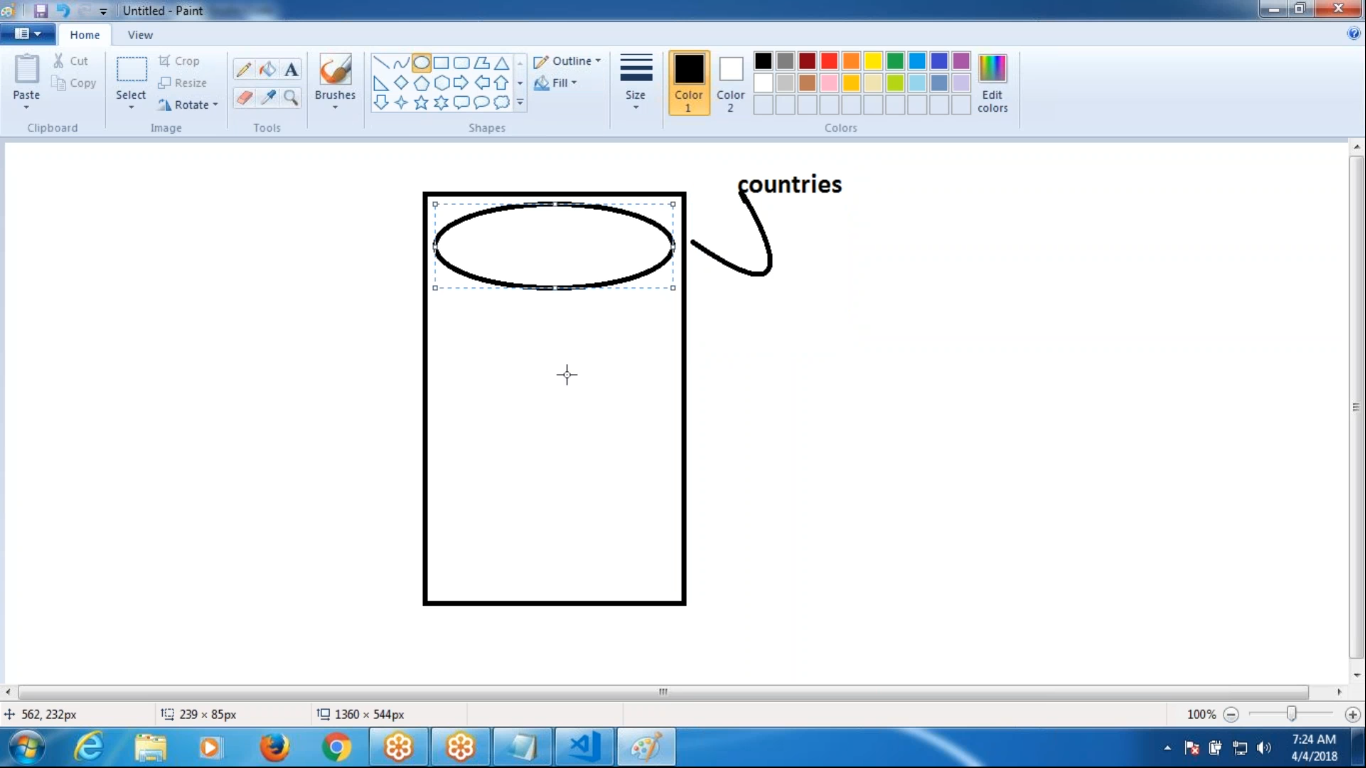 Untitled - Paint
Home
View
Paste
Cut
Copy
Clipboard
Select
Crop
Resize
Rotate
Image
A
Tools
Brushes
Outline
Fill
Shapes
Size
Color 1
Color 2
Edit colors
Colors
countries
562, 232px
239 × 85px
1360 × 544px
100%
7:24 AM
4/4/2018